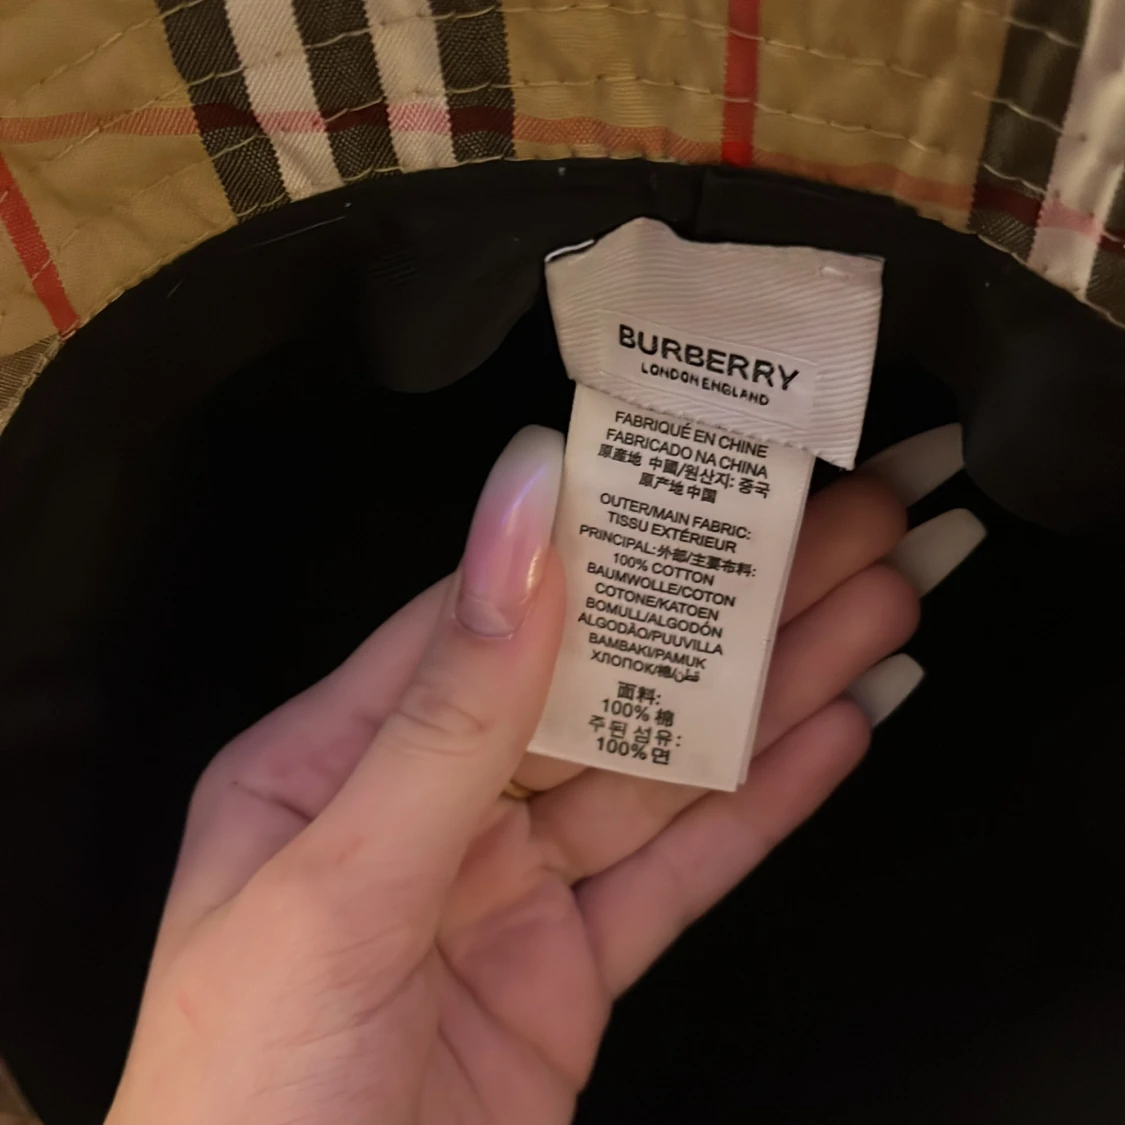 BURBERRY
LONDON ENGLAND
FABRIQUÉ EN CHINE
FABRICADO NA CHINA
原産地 中國/원산지: 중국
原产地 中国
OUTER/MAIN FABRIC:
TISSU EXTÉRIEUR
PRINCIPAL:外部/主要布料:
100% COTTON
BAUMWOLLE/COTON
COTONE/KATOEN
BOMULL/ALGODÓN
ALGODÃO/PUUVILLA
BAMBAKI/PAMUK
ХЛОПОК/棉/قطن
面料:
100% 棉
주된 섬유:
100% 면